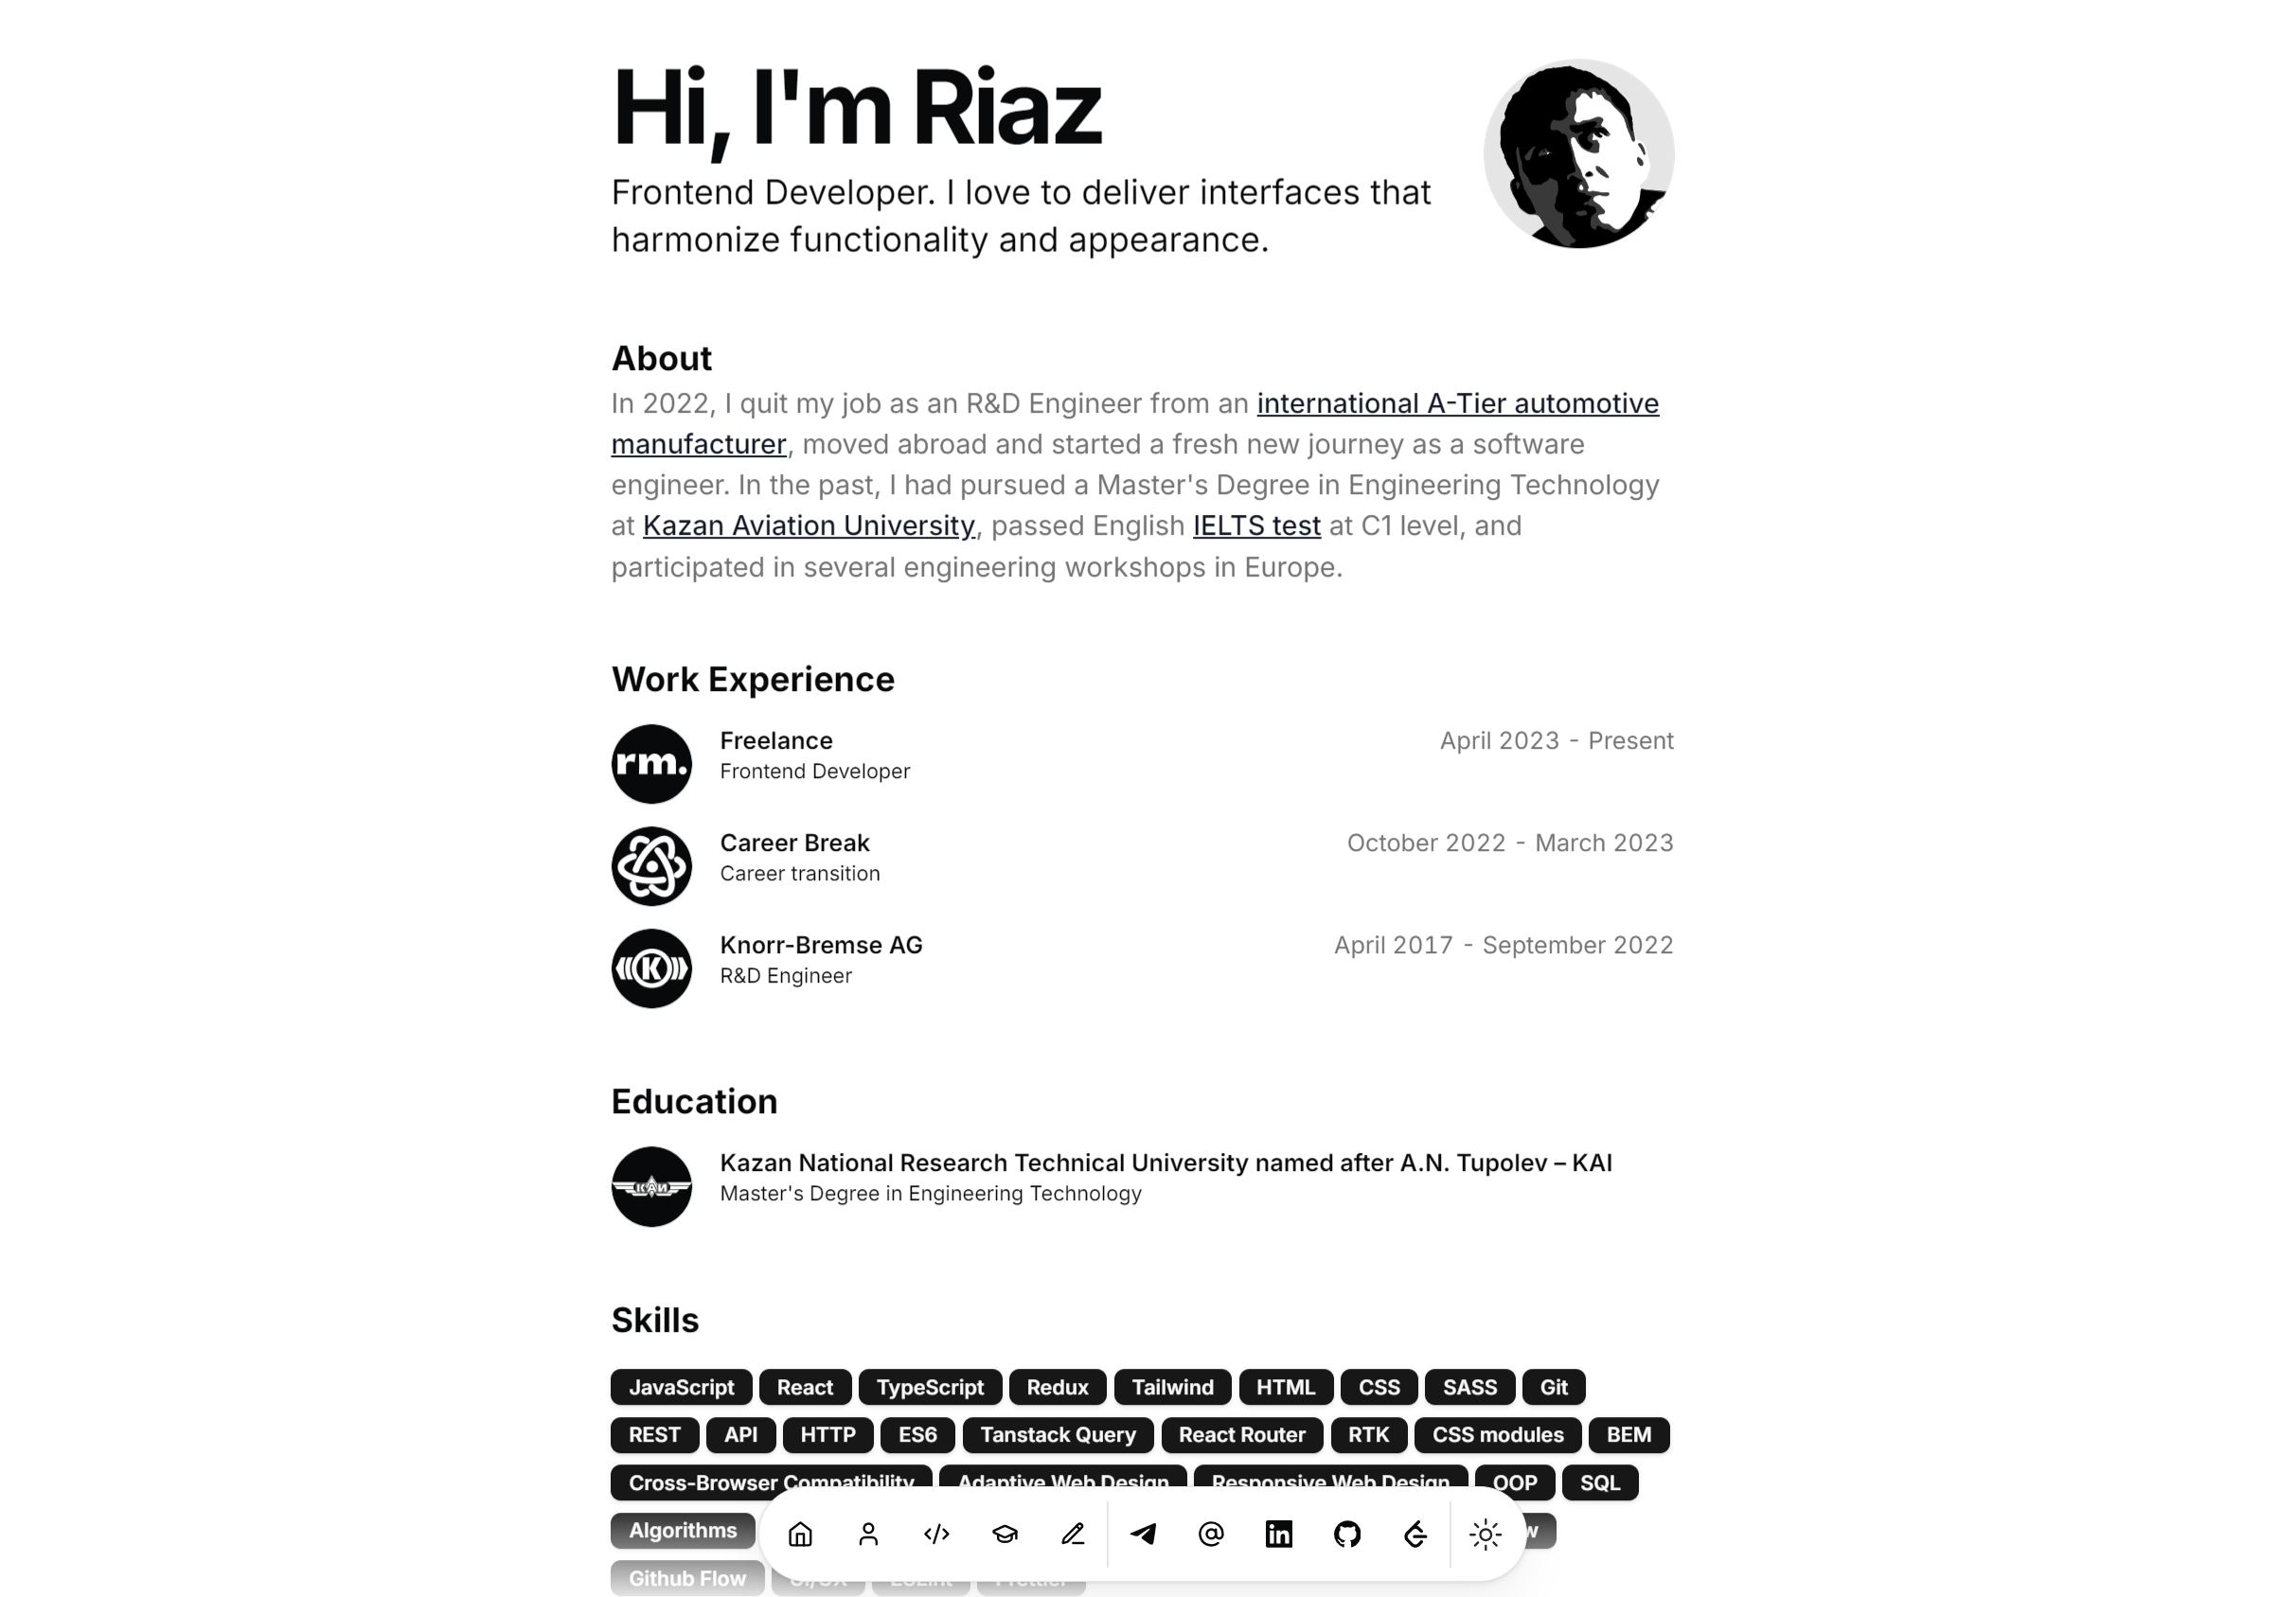 Hi, I'm Riaz
Frontend Developer. I love to deliver interfaces that
harmonize functionality and appearance.
About
In 2022, I quit my job as an R&D Engineer from an international A-Tier automotive
manufacturer, moved abroad and started a fresh new journey as a software
engineer. In the past, I had pursued a Master's Degree in Engineering Technology
at Kazan Aviation University, passed English IELTS test at C1 level, and
participated in several engineering workshops in Europe.
Work Experience
rm.
Freelance
April 2023 - Present
Frontend Developer
Career Break
October 2022 - March 2023
Career transition
K
Knorr-Bremse AG
April 2017 - September 2022
R&D Engineer
Education
КАИ
Kazan National Research Technical University named after A.N. Tupolev – KAI
Master's Degree in Engineering Technology
Skills
JavaScript React TypeScript Redux Tailwind HTML CSS SASS Git
REST API HTTP ES6 Tanstack Query React Router RTK CSS modules BEM
Cross-Browser Compatibility Adaptive Web Design Responsive Web Design OOP SQL
Algorithms
Github Flow UI/UX ESLint Prettier
in